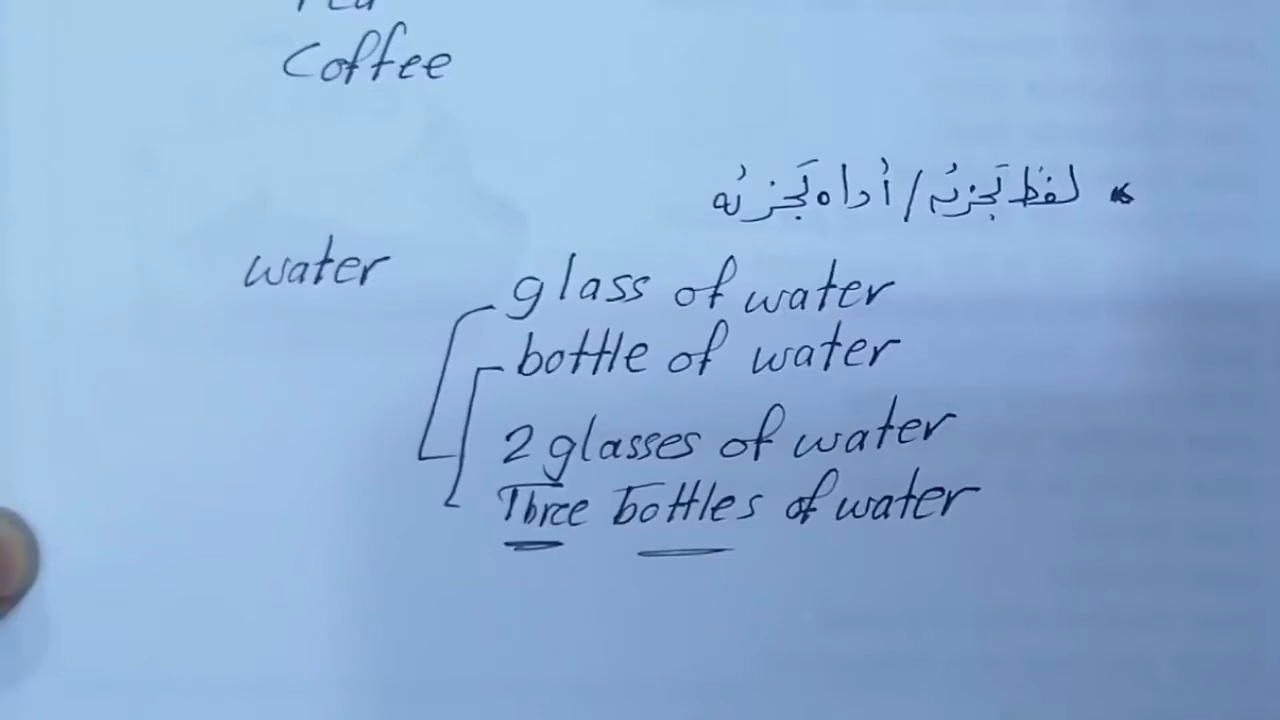 Coffee
* لفظ تجزئه / أداه تجزئه
water
glass of water
bottle of water
2 glasses of water
Three bottles of water